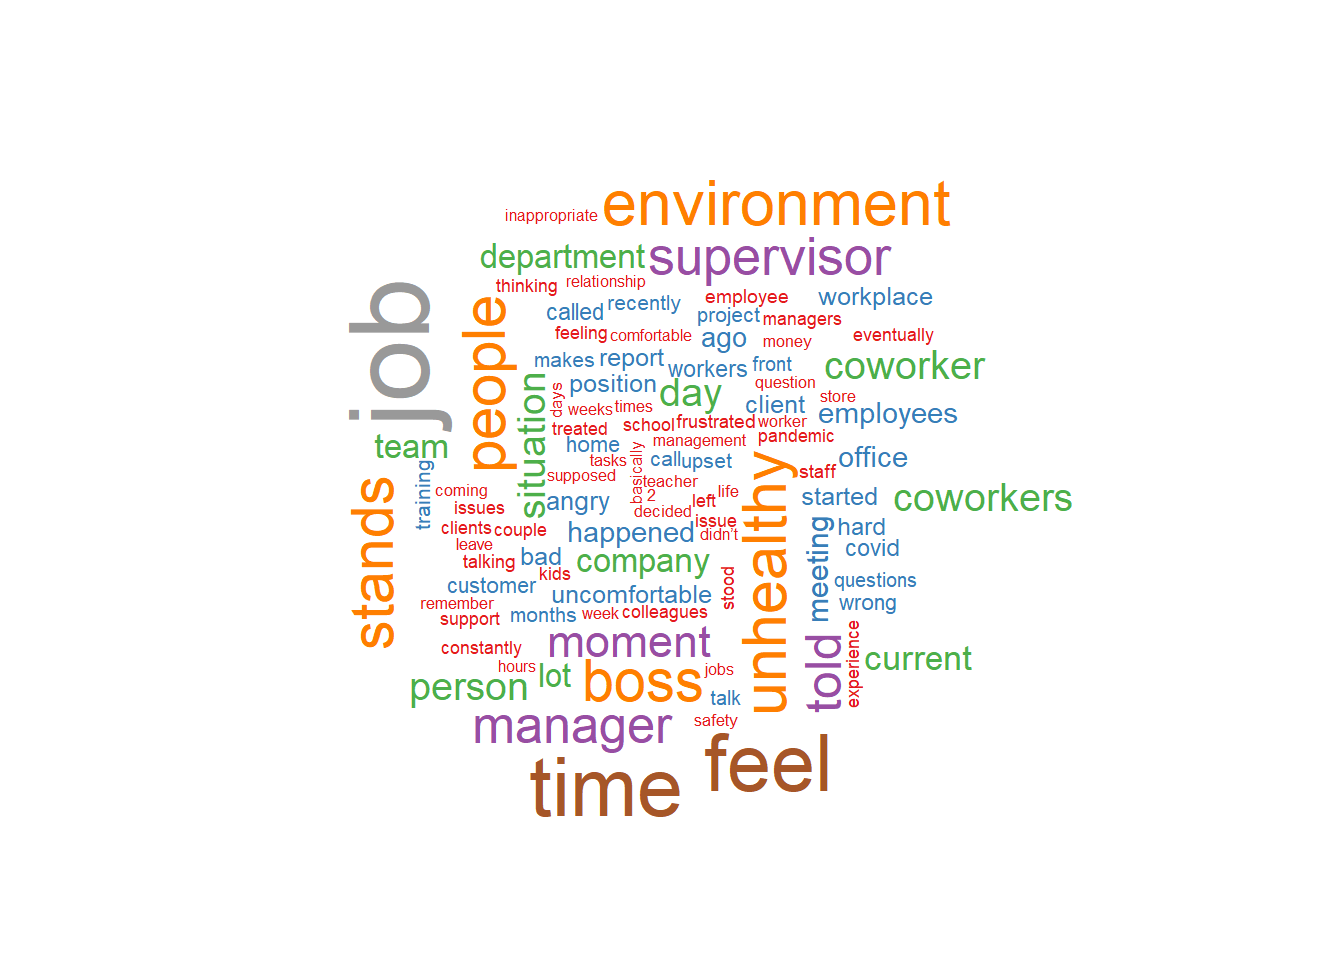 environment
inappropriate
department
supervisor
thinking
relationship
job
people
called
recently
employee
workplace
project
managers
feeling
comfortable
ago
money
eventually
makes
report
workers
front
coworker
position
day
question
situation
days
weeks
times
client
store
employees
treated
school
frustrated
worker
team
home
management
pandemic
tasks
basically
call
upset
office
supposed
teacher
staff
training
coming
angry
2
left
life
started
coworkers
stands
issues
decided
unhealthy
clients
couple
happened
issue
didn’t
meeting
hard
leave
covid
talking
bad
company
kids
stood
questions
customer
uncomfortable
wrong
remember
support
months
week
colleagues
constantly
moment
told
experience
current
hours
lot
boss
jobs
person
talk
manager
safety
time
feel